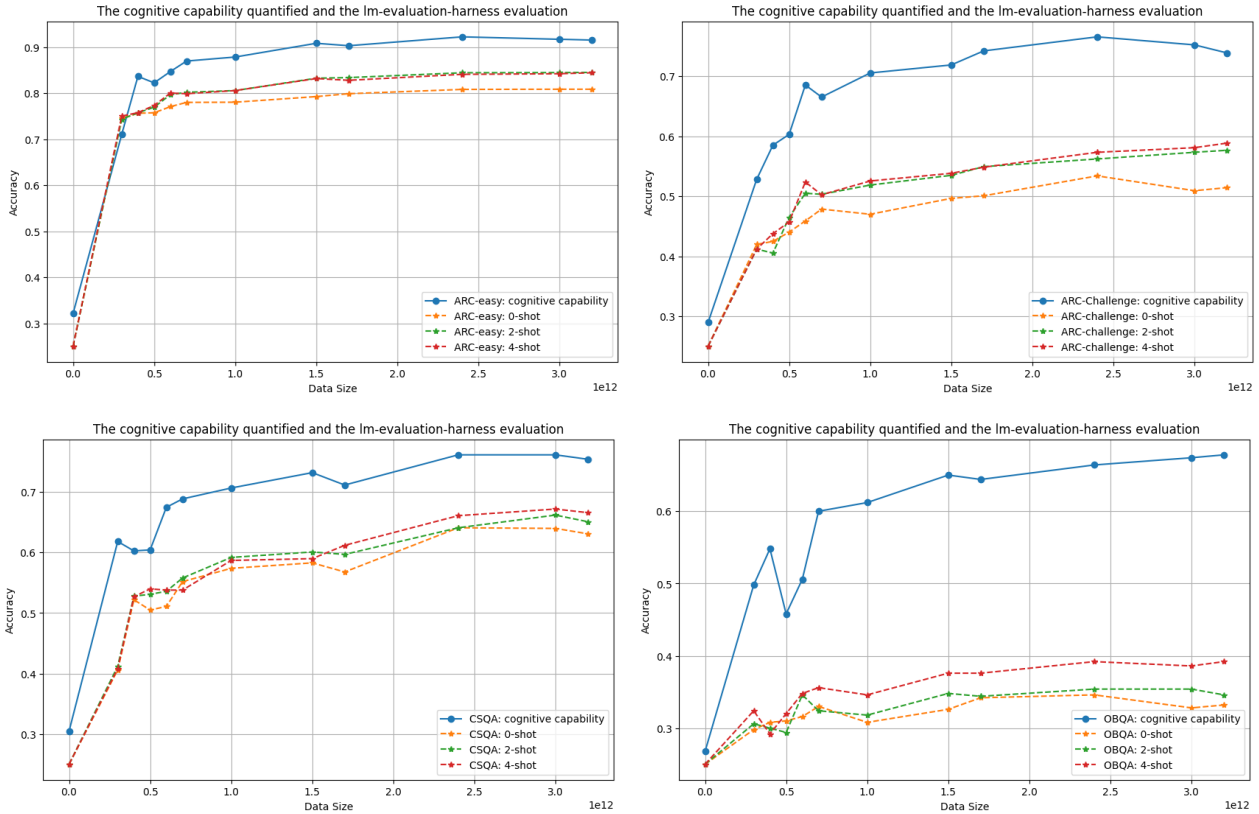 The cognitive capability quantified and the lm-evaluation-harness evaluation
0.9
0.8
0.7
0.6
0.5
0.4
0.3
Accuracy
ARC-easy: cognitive capability
ARC-easy: 0-shot
ARC-easy: 2-shot
ARC-easy: 4-shot
0.0 0.5 1.0 1.5 2.0 2.5 3.0
1e12
Data Size
The cognitive capability quantified and the lm-evaluation-harness evaluation
0.7
0.6
0.5
0.4
0.3
Accuracy
ARC-Challenge: cognitive capability
ARC-challenge: 0-shot
ARC-challenge: 2-shot
ARC-challenge: 4-shot
0.0 0.5 1.0 1.5 2.0 2.5 3.0
1e12
Data Size
The cognitive capability quantified and the lm-evaluation-harness evaluation
0.7
0.6
0.5
0.4
0.3
Accuracy
CSQA: cognitive capability
CSQA: 0-shot
CSQA: 2-shot
CSQA: 4-shot
0.0 0.5 1.0 1.5 2.0 2.5 3.0
1e12
Data Size
The cognitive capability quantified and the lm-evaluation-harness evaluation
0.6
0.5
0.4
0.3
Accuracy
OBQA: cognitive capability
OBQA: 0-shot
OBQA: 2-shot
OBQA: 4-shot
0.0 0.5 1.0 1.5 2.0 2.5 3.0
1e12
Data Size